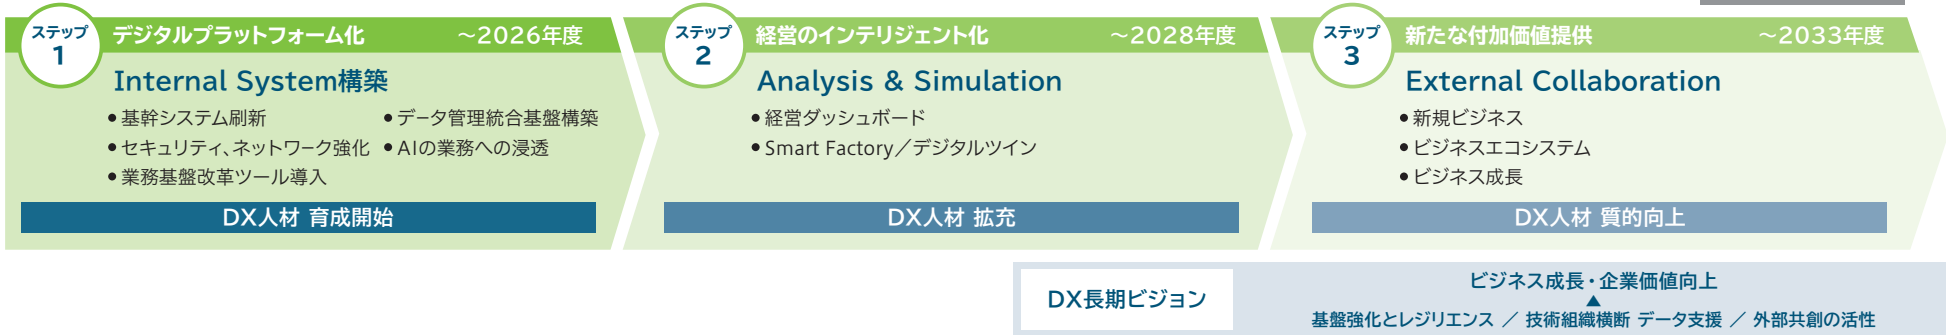 ステップ
1
デジタルプラットフォーム化 ～2026年度
Internal System構築
●基幹システム刷新
●セキュリティ、ネットワーク強化
●業務基盤改革ツール導入
●データ管理統合基盤構築
●AIの業務への浸透
DX人材 育成開始
ステップ
2
経営のインテリジェント化 ～2028年度
Analysis & Simulation
●経営ダッシュボード
●Smart Factory／デジタルツイン
DX人材 拡充
ステップ
3
新たな付加価値提供 ～2033年度
External Collaboration
●新規ビジネス
●ビジネスエコシステム
●ビジネス成長
DX人材 質的向上
DX長期ビジョン
ビジネス成長・企業価値向上
▲
基盤強化とレジリエンス ／ 技術組織横断 データ支援 ／ 外部共創の活性